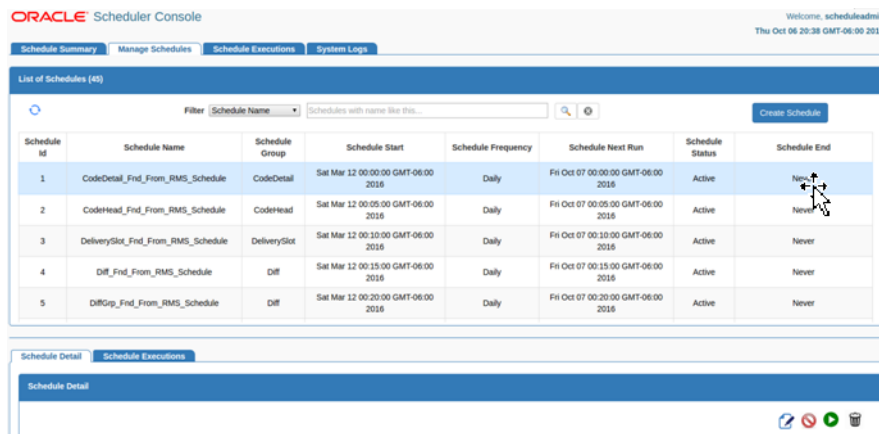 ORACLE Scheduler Console
Welcome, scheduleadmi
Thu Oct 06 20:38 GMT-06:00 201
Schedule Summary Manage Schedules Schedule Executions System Logs
List of Schedules (45)
Filter Schedule Name Schedules with name like this... Create Schedule
Schedule Id Schedule Name Schedule Group Schedule Start Schedule Frequency Schedule Next Run Schedule Status Schedule End
1 CodeDetail_Fnd_From_RMS_Schedule CodeDetail Sat Mar 12 00:00:00 GMT-06:00 2016 Daily Fri Oct 07 00:00:00 GMT-06:00 2016 Active Never
2 CodeHead_Fnd_From_RMS_Schedule CodeHead Sat Mar 12 00:05:00 GMT-06:00 2016 Daily Fri Oct 07 00:05:00 GMT-06:00 2016 Active Never
3 DeliverySlot_Fnd_From_RMS_Schedule DeliverySlot Sat Mar 12 00:10:00 GMT-06:00 2016 Daily Fri Oct 07 00:10:00 GMT-06:00 2016 Active Never
4 Diff_Fnd_From_RMS_Schedule Diff Sat Mar 12 00:15:00 GMT-06:00 2016 Daily Fri Oct 07 00:15:00 GMT-06:00 2016 Active Never
5 DiffGrp_Fnd_From_RMS_Schedule Diff Sat Mar 12 00:20:00 GMT-06:00 2016 Daily Fri Oct 07 00:20:00 GMT-06:00 2016 Active Never
Schedule Detail Schedule Executions
Schedule Detail